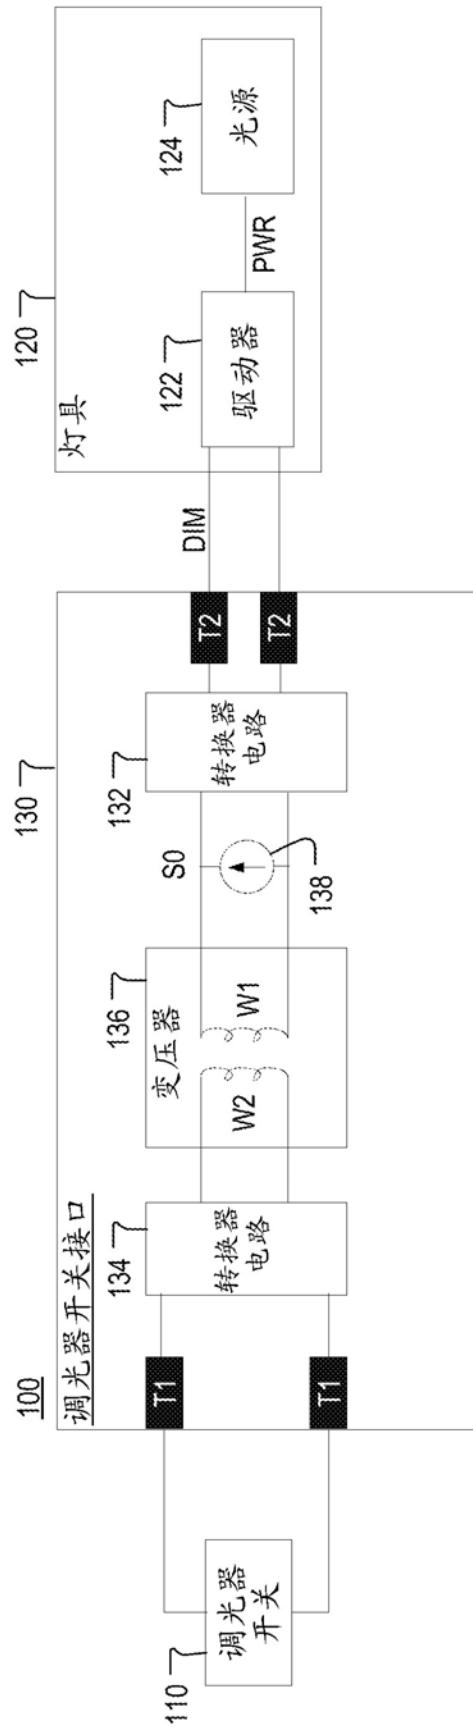 100
调光器开关接口
110
调光器
开关
T1
T1
134
转换器
电路
136
变压器
W2
W1
S0
138
130
132
转换器
电路
T2
T2
DIM
120
灯具
122
驱动器
PWR
124
光源